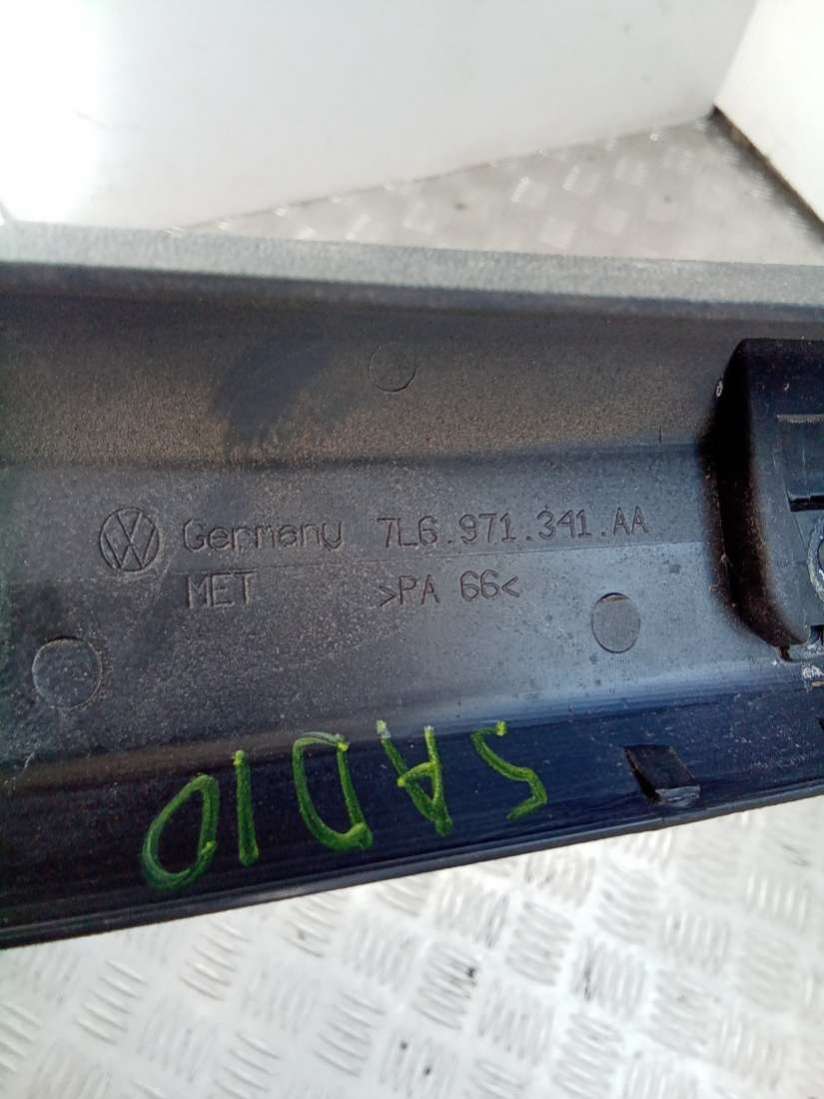 Germany 7L6.971.341.AA
MET >PA 66<
SADIO